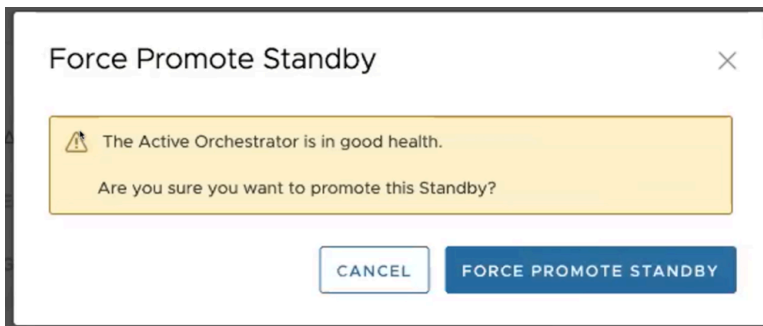 Force Promote Standby
The Active Orchestrator is in good health.
Are you sure you want to promote this Standby?
CANCEL
FORCE PROMOTE STANDBY